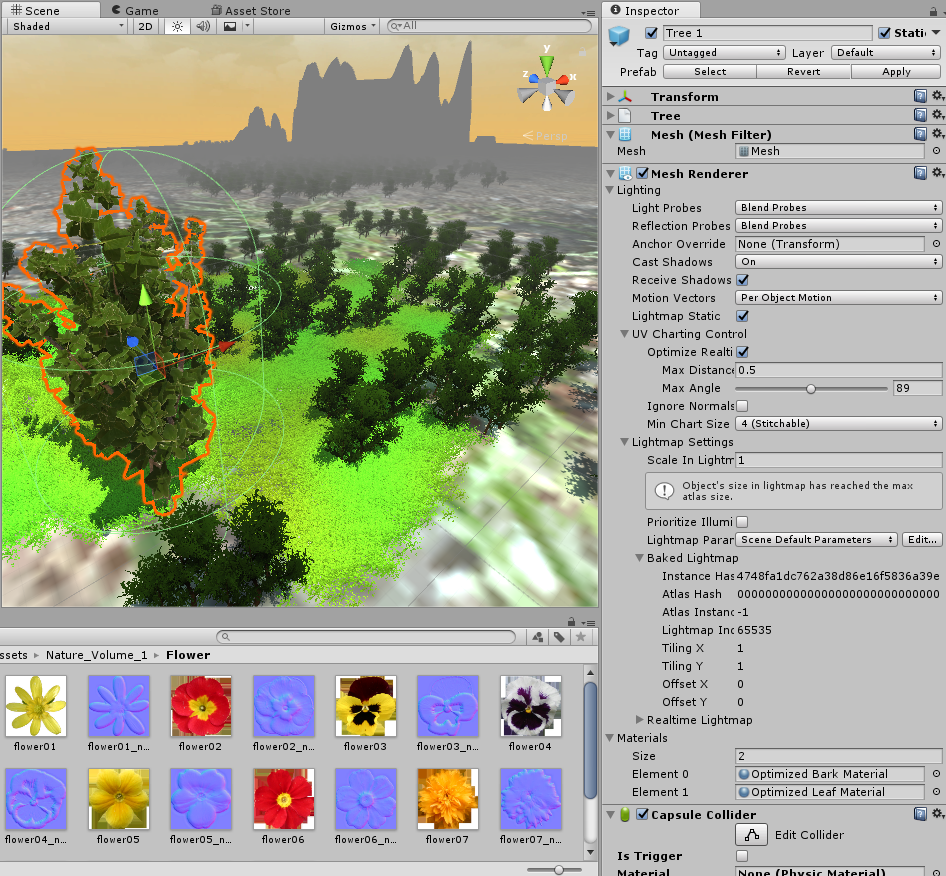 Scene
Game
Asset Store
Shaded
2D
Gizmos
All
y
z
x
Persp
ssets
Nature_Volume_1
Flower
flower01
flower01_n...
flower02
flower02_n...
flower03
flower03_n...
flower04
flower04_n...
flower05
flower05_n...
flower06
flower06_n...
flower07
flower07_n...
Inspector
Tree 1
Stati
Tag Untagged Layer Default
Prefab Select Revert Apply
Transform
Tree
Mesh (Mesh Filter)
Mesh Mesh
Mesh Renderer
Lighting
Light Probes Blend Probes
Reflection Probes Blend Probes
Anchor Override None (Transform)
Cast Shadows On
Receive Shadows
Motion Vectors Per Object Motion
Lightmap Static
UV Charting Control
Optimize Realti
Max Distanc 0.5
Max Angle 89
Ignore Normals
Min Chart Size 4 (Stitchable)
Lightmap Settings
Scale In Lightm 1
Object's size in lightmap has reached the max
atlas size.
Prioritize Illumi
Lightmap Parar Scene Default Parameters Edit...
Baked Lightmap
Instance Has 4748fa1dc762a38d86e16f5836a39e
Atlas Hash 000000000000000000000000000000
Atlas Instanc -1
Lightmap Inc 65535
Tiling X 1
Tiling Y 1
Offset X 0
Offset Y 0
Realtime Lightmap
Materials
Size 2
Element 0 Optimized Bark Material
Element 1 Optimized Leaf Material
Capsule Collider
Edit Collider
Is Trigger
Material None (Physic Material)